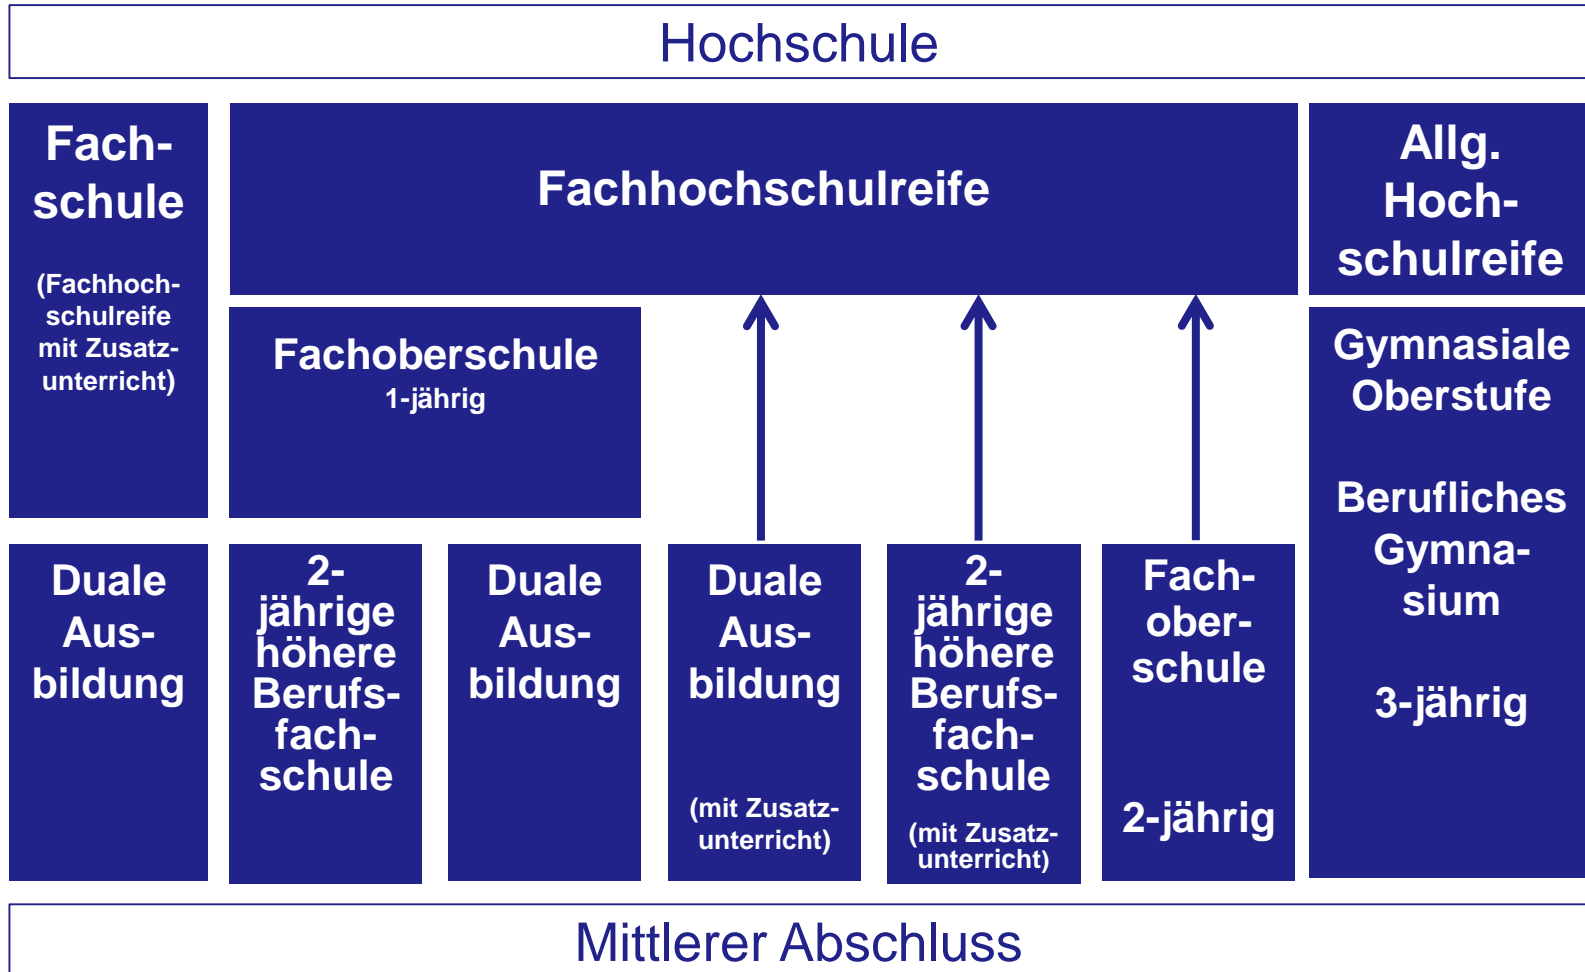 Hochschule
Fach-
schule
(Fachhoch-
schulreife
mit Zusatz-
unterricht)
Fachhochschulreife
Allg.
Hoch-
schulreife
Fachoberschule
1-jährig
Gymnasiale
Oberstufe
Berufliches
Gymna-
sium
3-jährig
Duale
Aus-
bildung
2-
jährige
höhere
Berufs-
fach-
schule
Duale
Aus-
bildung
Duale
Aus-
bildung
(mit Zusatz-
unterricht)
2-
jährige
höhere
Berufs-
fach-
schule
(mit Zusatz-
unterricht)
Fach-
ober-
schule
2-jährig
Mittlerer Abschluss